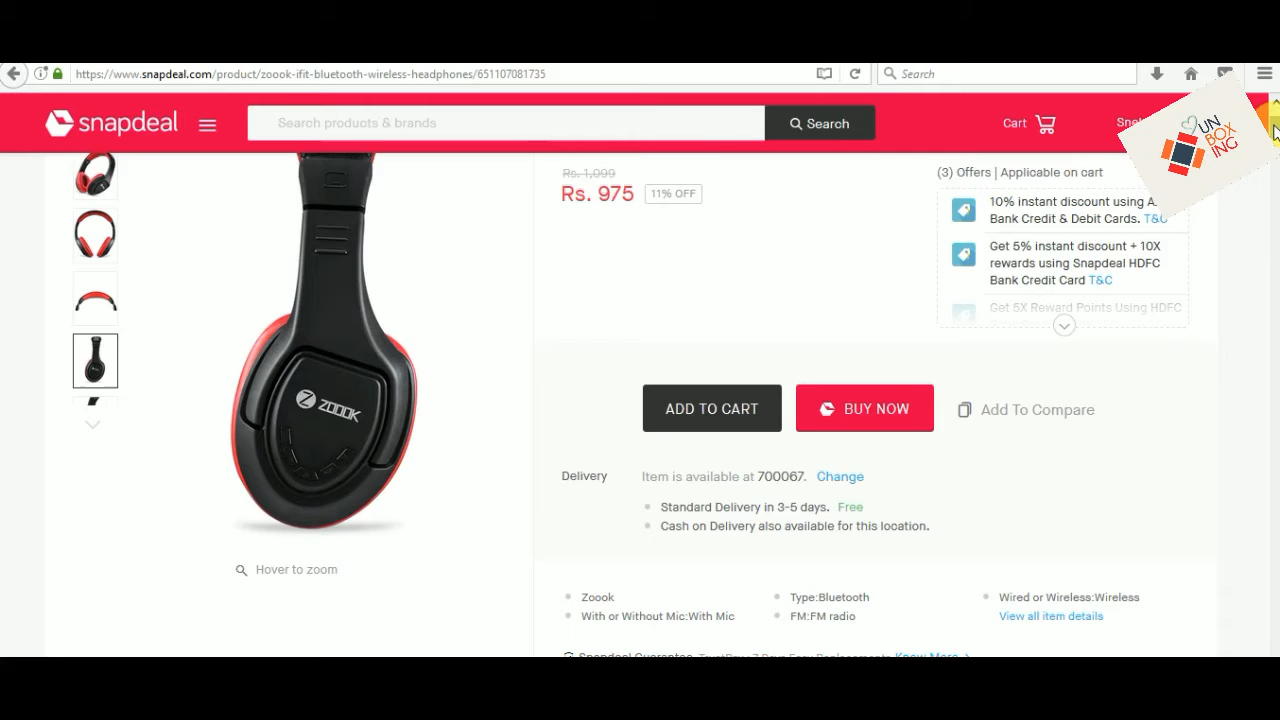 https://www.snapdeal.com/product/zoook-ifit-bluetooth-wireless-headphones/651107081735
Search
snapdeal
Search products & brands
Search
Cart
UN
BOX
ING
Rs. 1,099
Rs. 975
11% OFF
(3) Offers | Applicable on cart
10% instant discount using
Bank Credit & Debit Cards. T&C
Get 5% instant discount + 10X
rewards using Snapdeal HDFC
Bank Credit Card T&C
Get 5X Reward Points Using HDFC
Z ZOOOK
ADD TO CART
BUY NOW
Add To Compare
Delivery
Item is available at 700067. Change
Standard Delivery in 3-5 days. Free
Cash on Delivery also available for this location.
Hover to zoom
Zoook
Type:Bluetooth
Wired or Wireless:Wireless
With or Without Mic:With Mic
FM:FM radio
View all item details
Snapdeal Guarantee
Know More